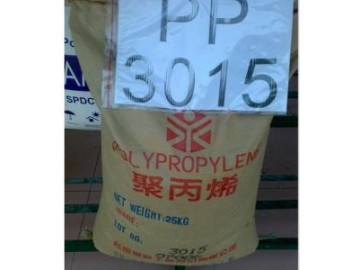 PP
3015
SPDC
POLYPROPYLENE
聚丙烯
NET WEIGHT:25KG
LOT NO:
3015